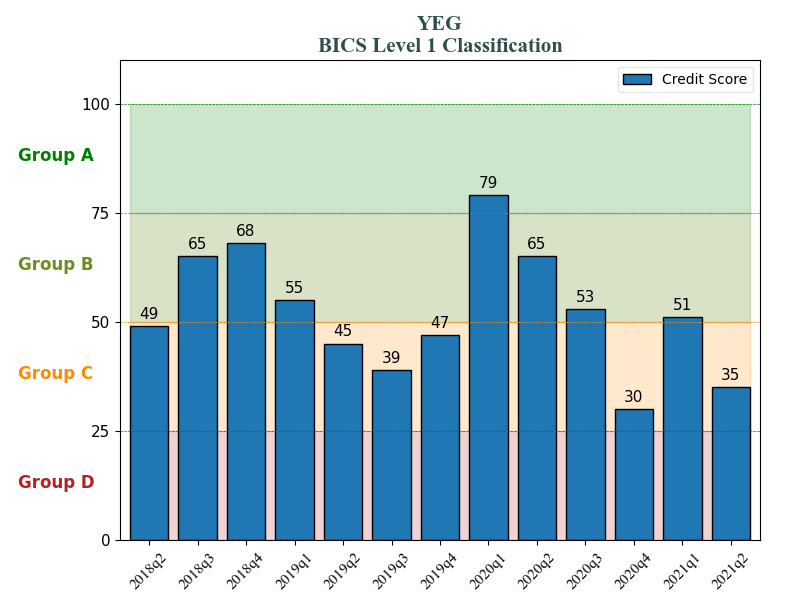 YEG
BICS Level 1 Classification
Credit Score
100
Group A
79
75
68
65
65
Group B
55
53
51
50
49
47
45
39
Group C
35
30
25
Group D
0
2018q2
2018q3
2018q4
2019q1
2019q2
2019q3
2019q4
2020q1
2020q2
2020q3
2020q4
2021q1
2021q2